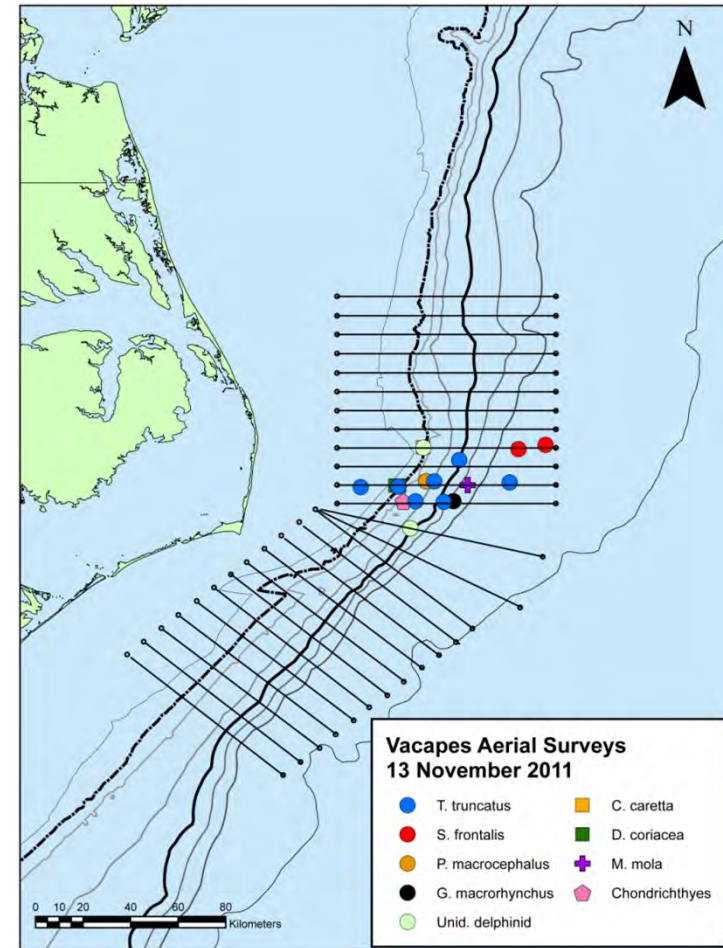 N
Vacapes Aerial Surveys
13 November 2011
T. truncatus
S. frontalis
P. macrocephalus
G. macrorhynchus
Unid. delphinid
C. caretta
D. coriacea
M. mola
Chondrichthyes
0 5 10 20 40 60 80
Kilometers